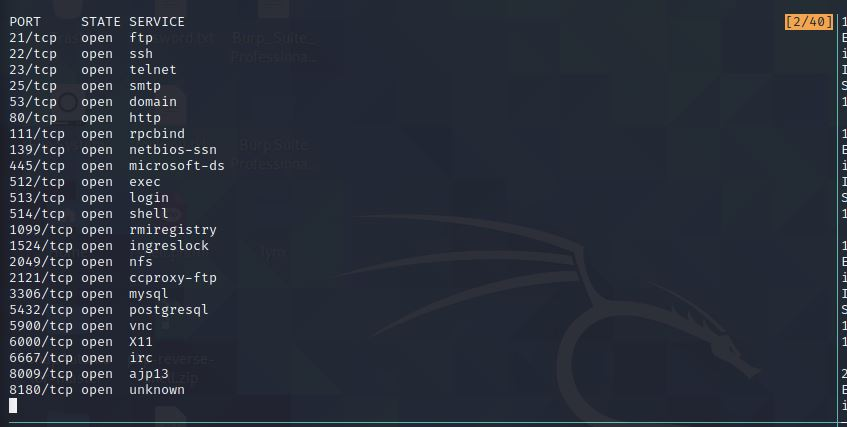 PORT     STATE SERVICE [2/40]
21/tcp   open  ftp
22/tcp   open  ssh
23/tcp   open  telnet
25/tcp   open  smtp
53/tcp   open  domain
80/tcp   open  http
111/tcp  open  rpcbind
139/tcp  open  netbios-ssn
445/tcp  open  microsoft-ds
512/tcp  open  exec
513/tcp  open  login
514/tcp  open  shell
1099/tcp open  rmiregistry
1524/tcp open  ingreslock
2049/tcp open  nfs
2121/tcp open  ccproxy-ftp
3306/tcp open  mysql
5432/tcp open  postgresql
5900/tcp open  vnc
6000/tcp open  X11
6667/tcp open  irc
8009/tcp open  ajp13
8180/tcp open  unknown
Burp_Suite_
Professiona...
Burp Suite
Professiona...